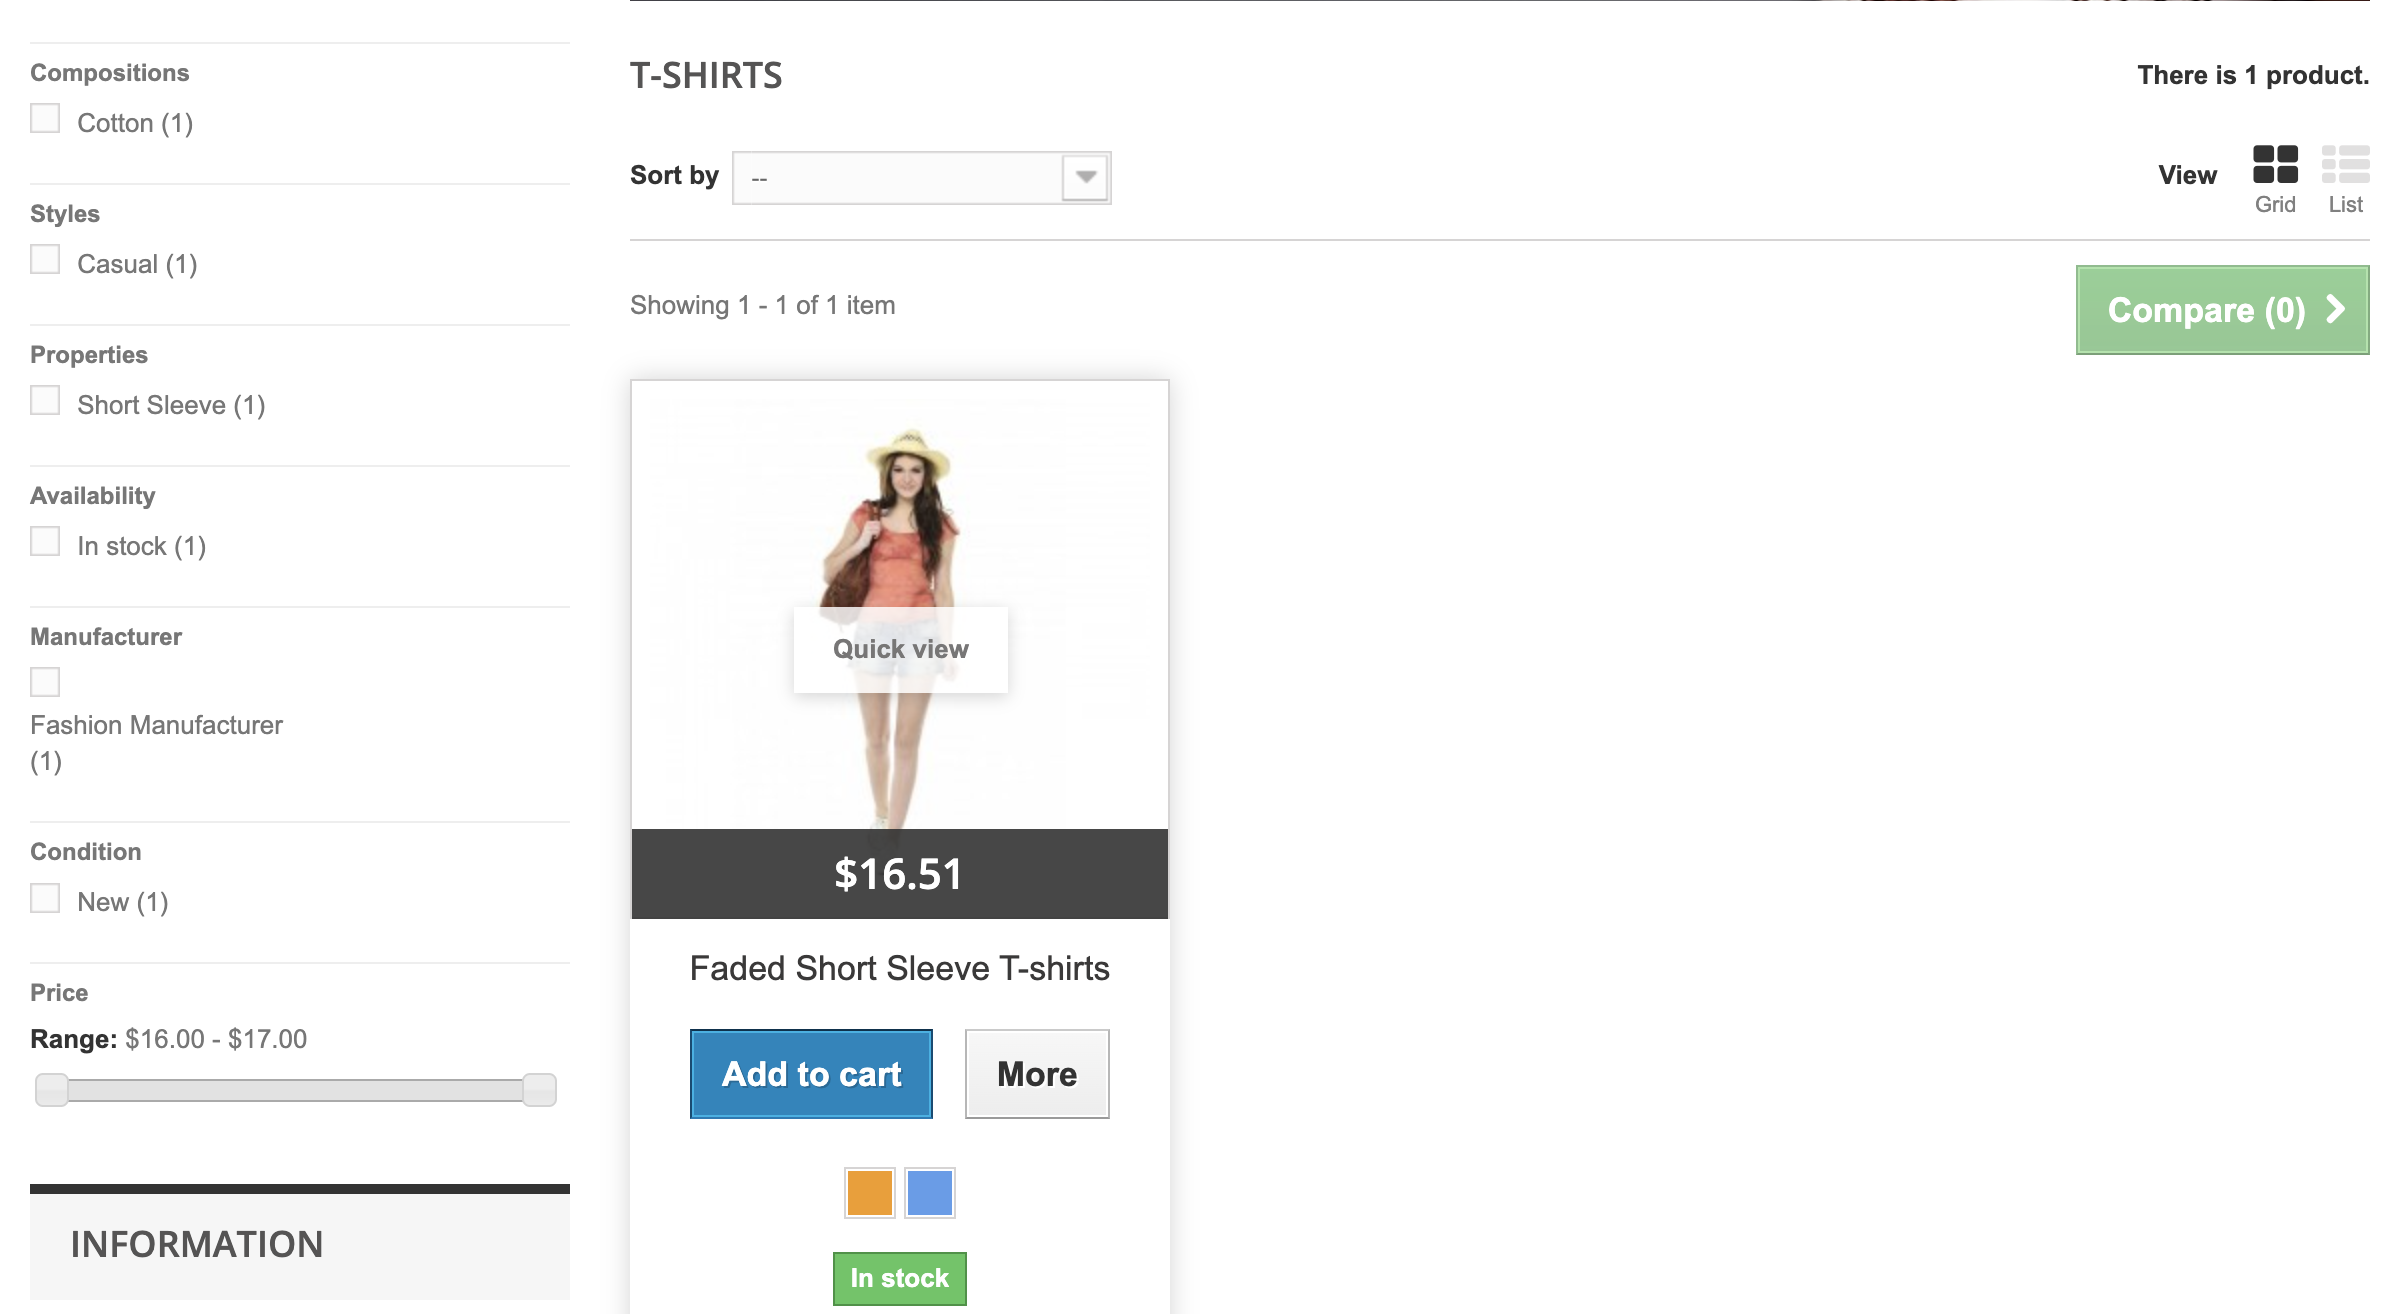 Compositions
Cotton (1)
Styles
Casual (1)
Properties
Short Sleeve (1)
Availability
In stock (1)
Manufacturer
Fashion Manufacturer
(1)
Condition
New (1)
Price
Range: $16.00 - $17.00
INFORMATION
T-SHIRTS
There is 1 product.
Sort by
--
View
Grid
List
Showing 1 - 1 of 1 item
Compare (0)
Quick view
$16.51
Faded Short Sleeve T-shirts
Add to cart
More
In stock